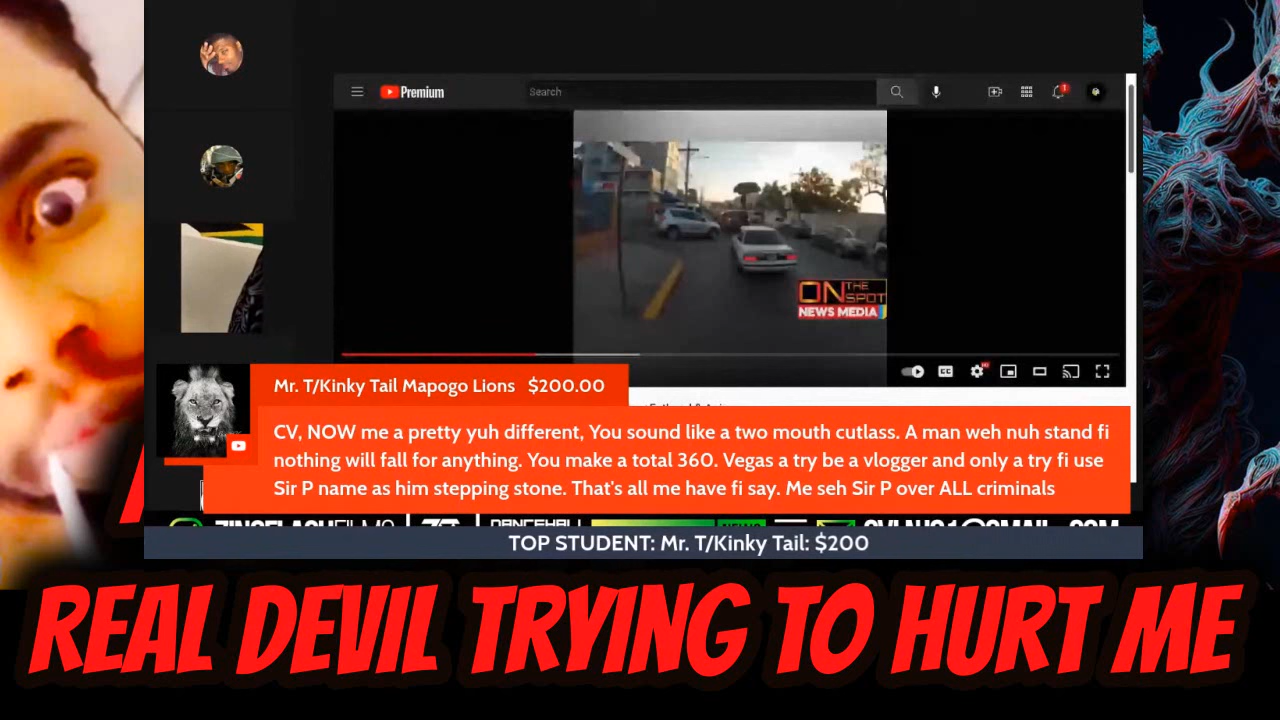 Premium
Search
1
ON THE SPOT
NEWS MEDIA
Mr. T/Kinky Tail Mapogo Lions $200.00
CV, NOW me a pretty yuh different, You sound like a two mouth cutlass. A man weh nuh stand fi
nothing will fall for anything. You make a total 360. Vegas a try be a vlogger and only a try fi use
Sir P name as him stepping stone. That's all me have fi say. Me seh Sir P over ALL criminals
DANCEHALL
TOP STUDENT: Mr. T/Kinky Tail: $200
REAL DEVIL TRYING TO HURT ME